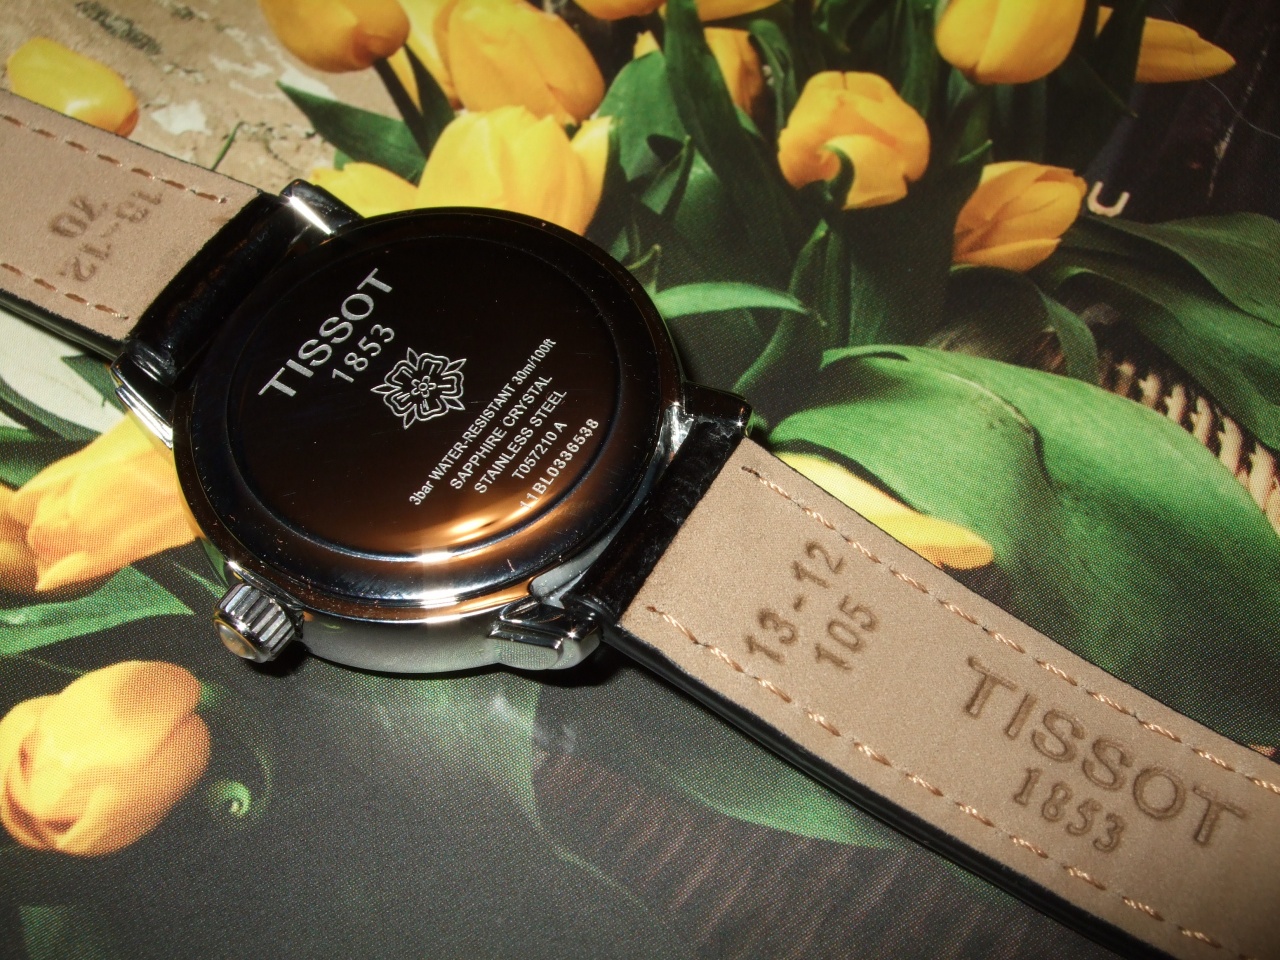 TISSOT
1853
3bar WATER-RESISTANT 30m/100ft
SAPPHIRE CRYSTAL
STAINLESS STEEL
T057210 A
L1BL0336538
13-12
70
13-12
105
TISSOT
1853
U